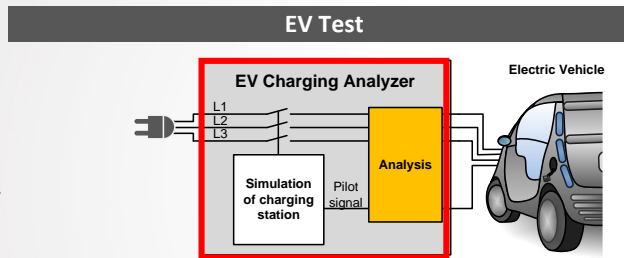 EV Test
EV Charging Analyzer
Electric Vehicle
L1
L2
L3
Analysis
Simulation
of charging
station
Pilot
signal